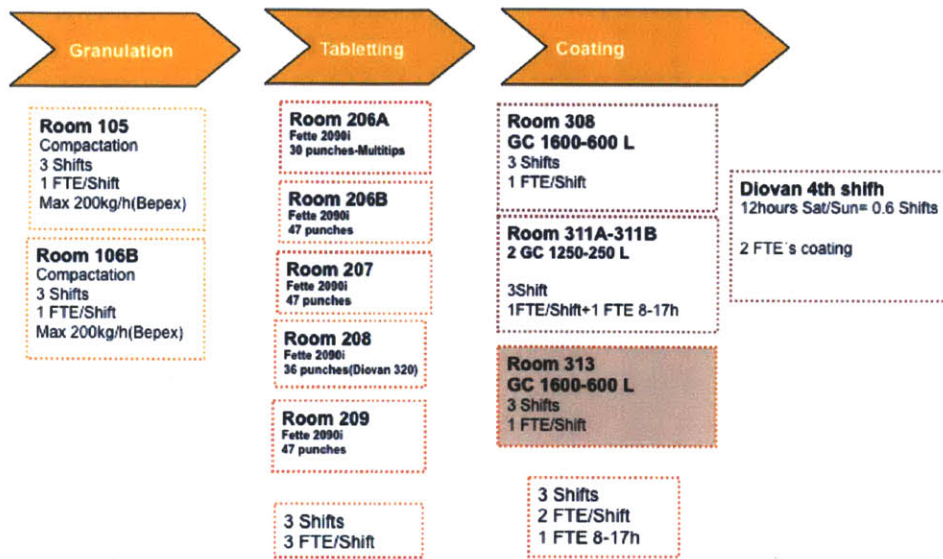 Granulation
Tabletting
Coating
Room 105
Compactation
3 Shifts
1 FTE/Shift
Max 200kg/h(Bepex)
Room 106B
Compactation
3 Shifts
1 FTE/Shift
Max 200kg/h(Bepex)
Room 206A
Fette 2090i
30 punches-Multitips
Room 206B
Fette 2090i
47 punches
Room 207
Fette 2090i
47 punches
Room 208
Fette 2090i
36 punches(Diovan 320)
Room 209
Fette 2090i
47 punches
3 Shifts
3 FTE/Shift
Room 308
GC 1600-600 L
3 Shifts
1 FTE/Shift
Room 311A-311B
2 GC 1250-250 L
3Shift
1FTE/Shift+1 FTE 8-17h
Room 313
GC 1600-600 L
3 Shifts
1 FTE/Shift
3 Shifts
2 FTE/Shift
1 FTE 8-17h
Diovan 4th shifh
12hours Sat/Sun= 0.6 Shifts
2 FTE´s coating